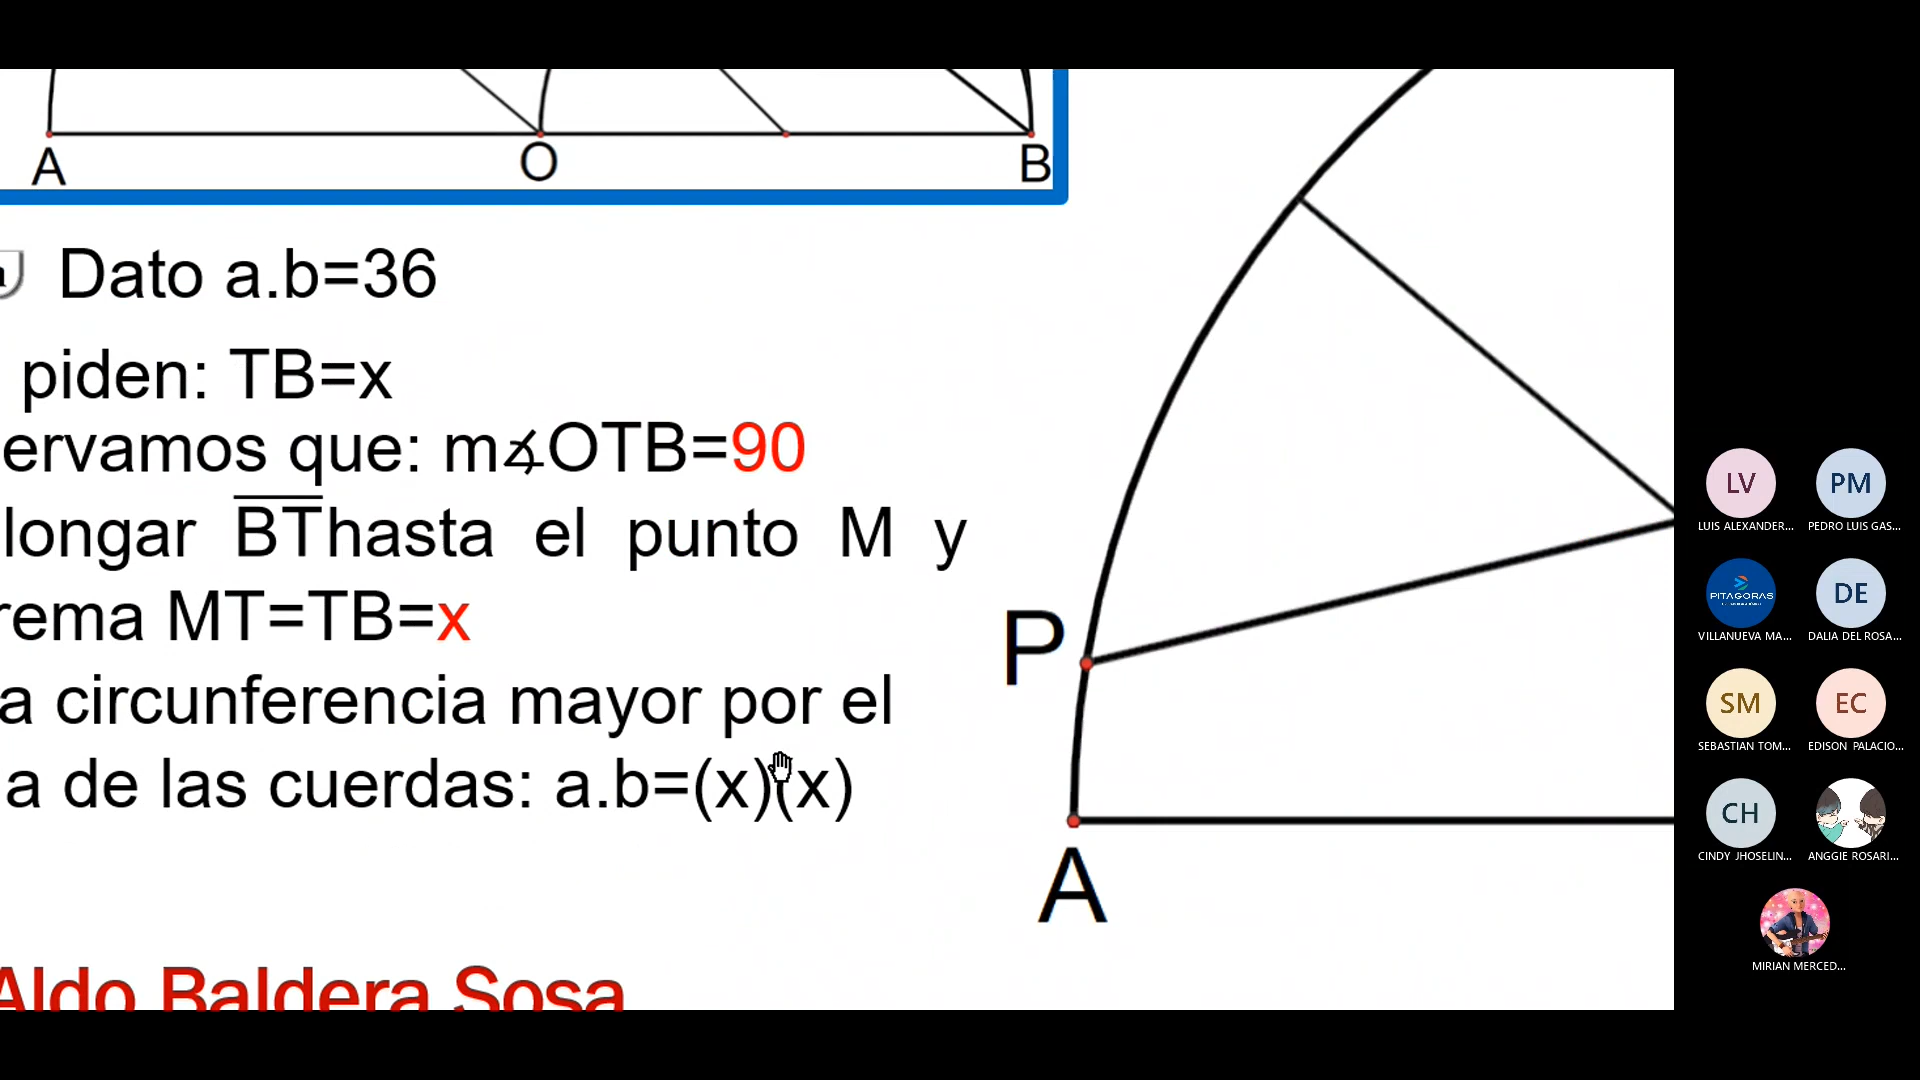 A O B
Dato a.b=36
piden: TB=x
ervamos que: m∡OTB=90
longar BThasta el punto M y
rema MT=TB=x
a circunferencia mayor por el
a de las cuerdas: a.b=(x)(x)
Aldo Baldera Sosa
P
A
LV PM
LUIS ALEXANDER... PEDRO LUIS GAS...
PITAGORAS DE
VILLANUEVA MA... DALIA DEL ROSA...
SM EC
SEBASTIAN TOM... EDISON PALACIO...
CH
CINDY JHOSELIN... ANGGIE ROSARI...
MIRIAN MERCED...